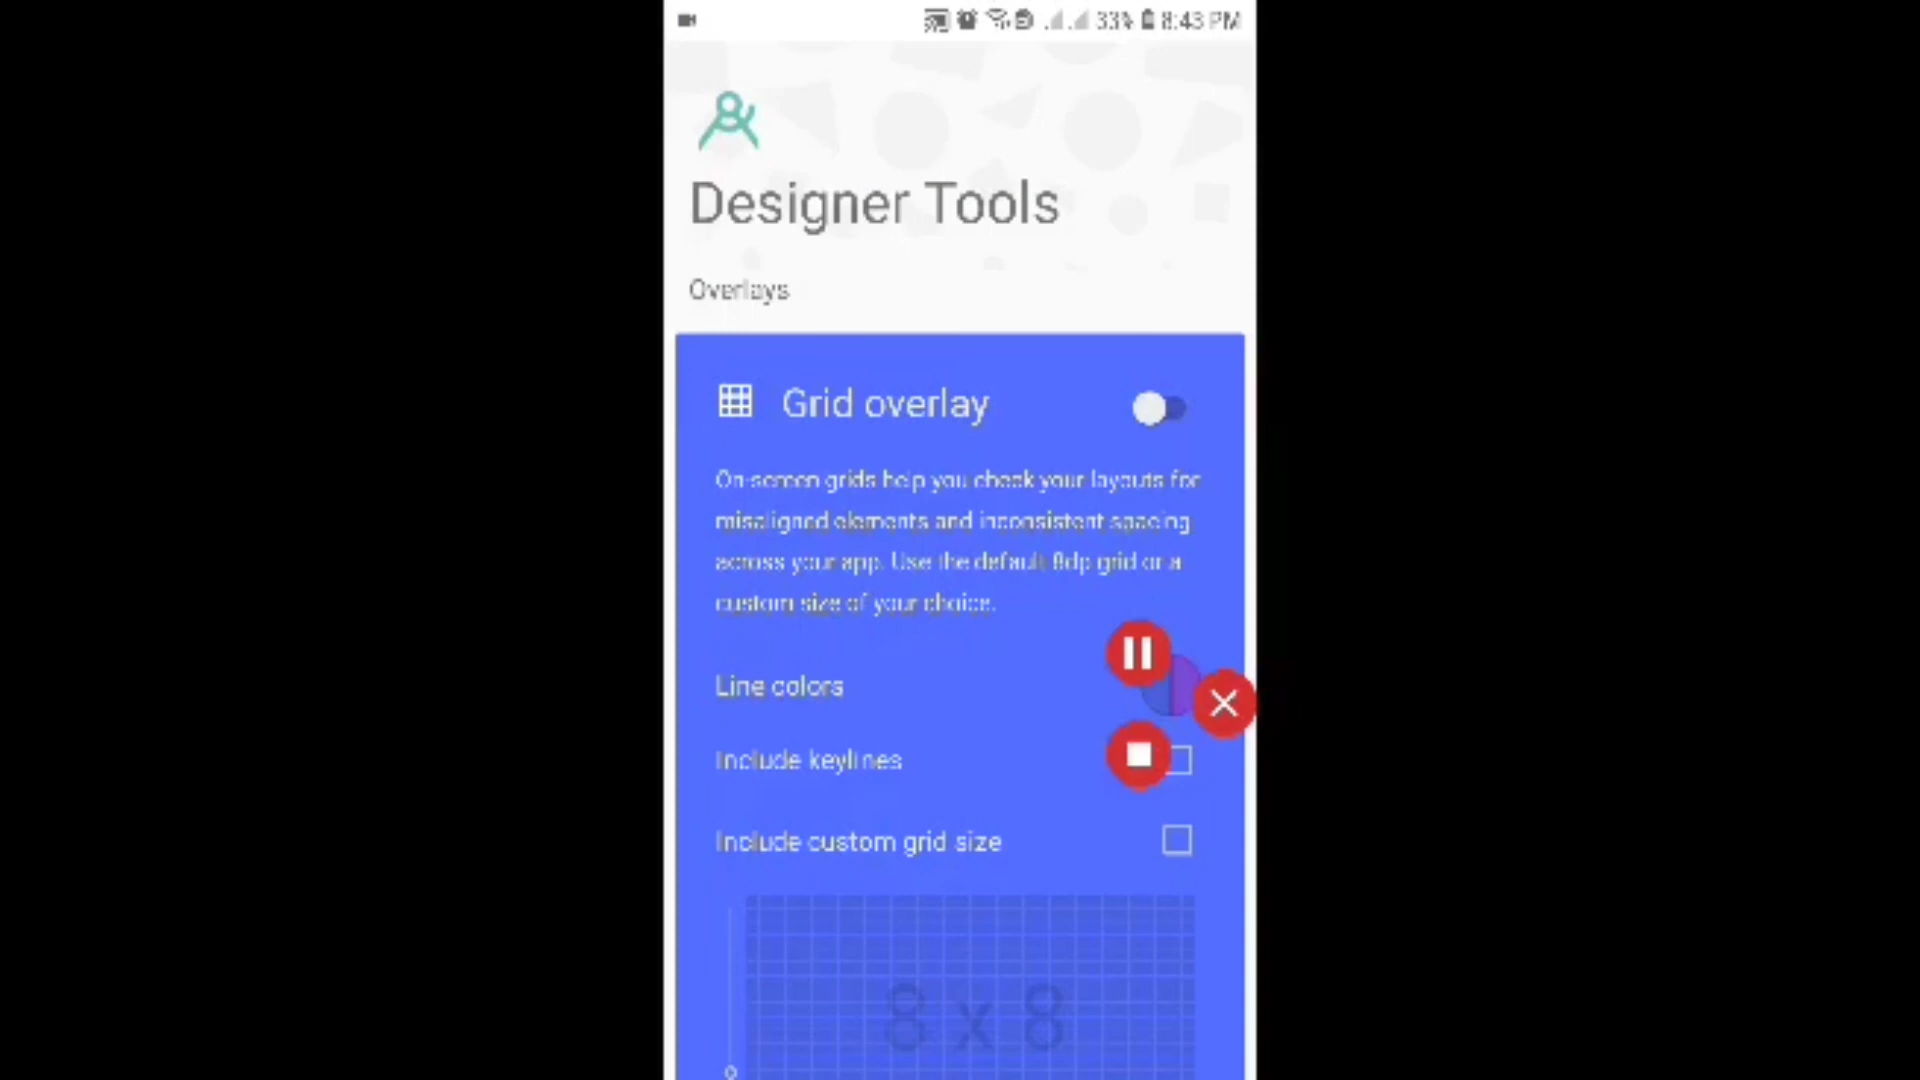 33% 8:43 PM
Designer Tools
Overlays
Grid overlay
On-screen grids help you check your layouts for
misaligned elements and inconsistent spacing
across your app. Use the default 8dp grid or a
custom size of your choice.
Line colors
Include keylines
Include custom grid size
8 x 8